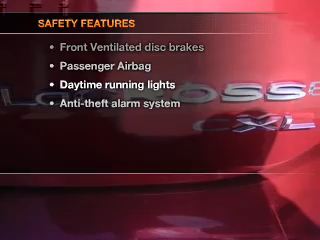 SAFETY FEATURES
• Front Ventilated disc brakes
• Passenger Airbag
• Daytime running lights
• Anti-theft alarm system
CXL